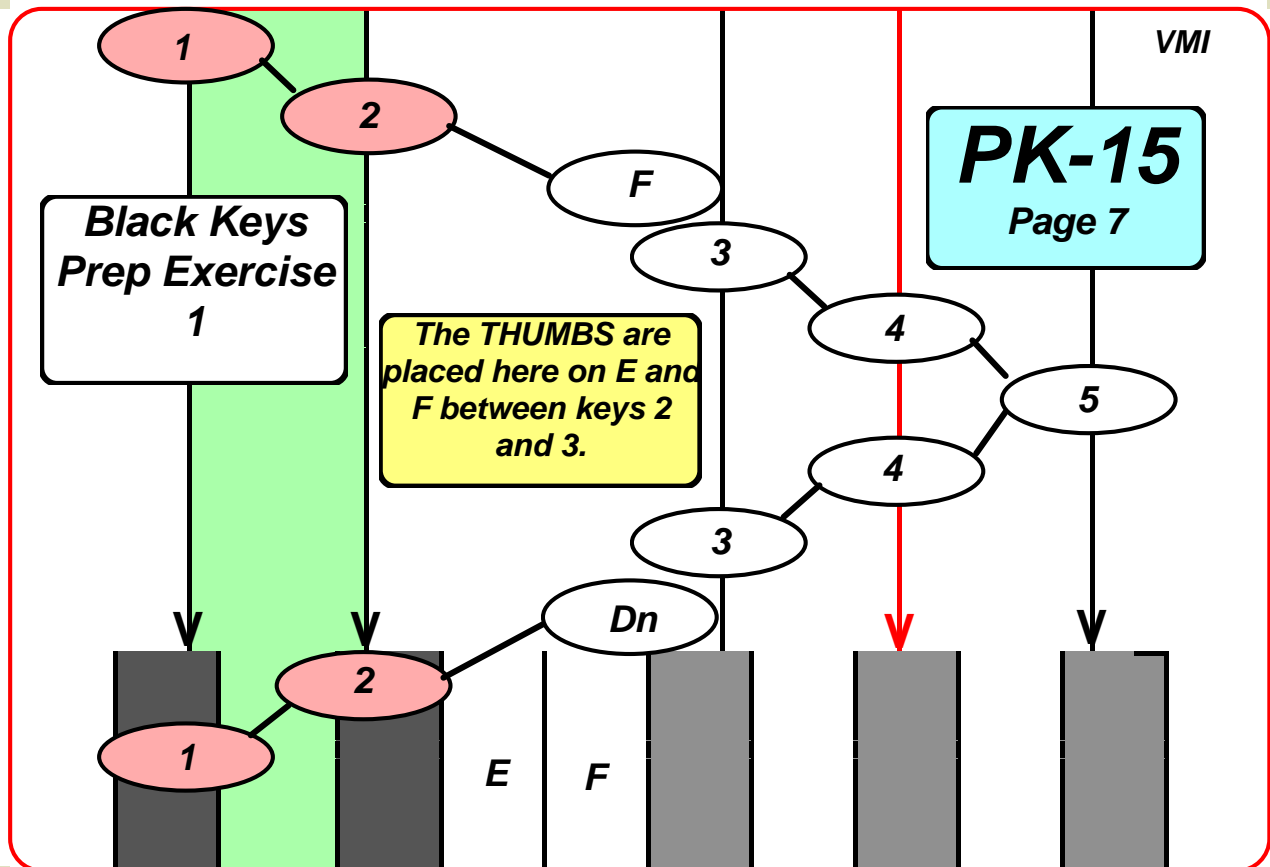 VMI
1
2
PK-15
Page 7
F
Black Keys
Prep Exercise
1
3
The THUMBS are
placed here on E and
F between keys 2
and 3.
4
5
4
3
Dn
2
1
E
F